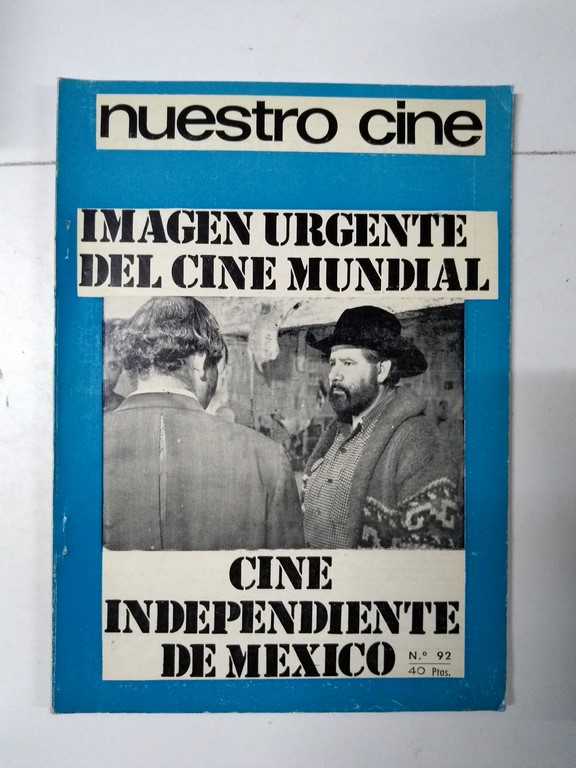 nuestro cine
IMAGEN URGENTE
DEL CINE MUNDIAL
CINE
INDEPENDIENTE
DE MEXICO
N.º 92
40 Ptas.